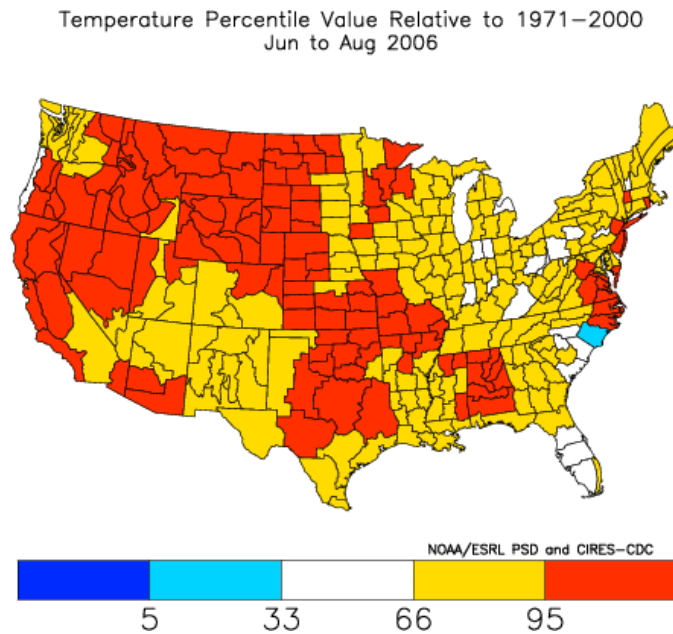 Temperature Percentile Value Relative to 1971-2000
Jun to Aug 2006
NOAA/ESRL PSD and CIRES-CDC
5 33 66 95